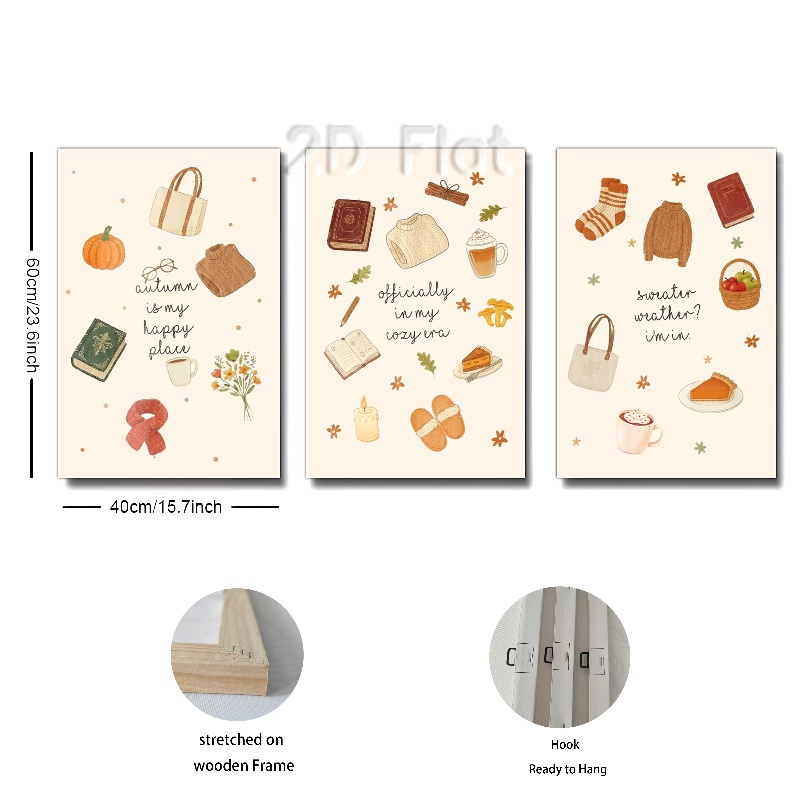 2D Flat
60cm/23.6inch
autumn
is my
happy
place
officially
in my
cozy era
sweater
weather?
i'm in.
40cm/15.7inch
stretched on
wooden Frame
Hook
Ready to Hang